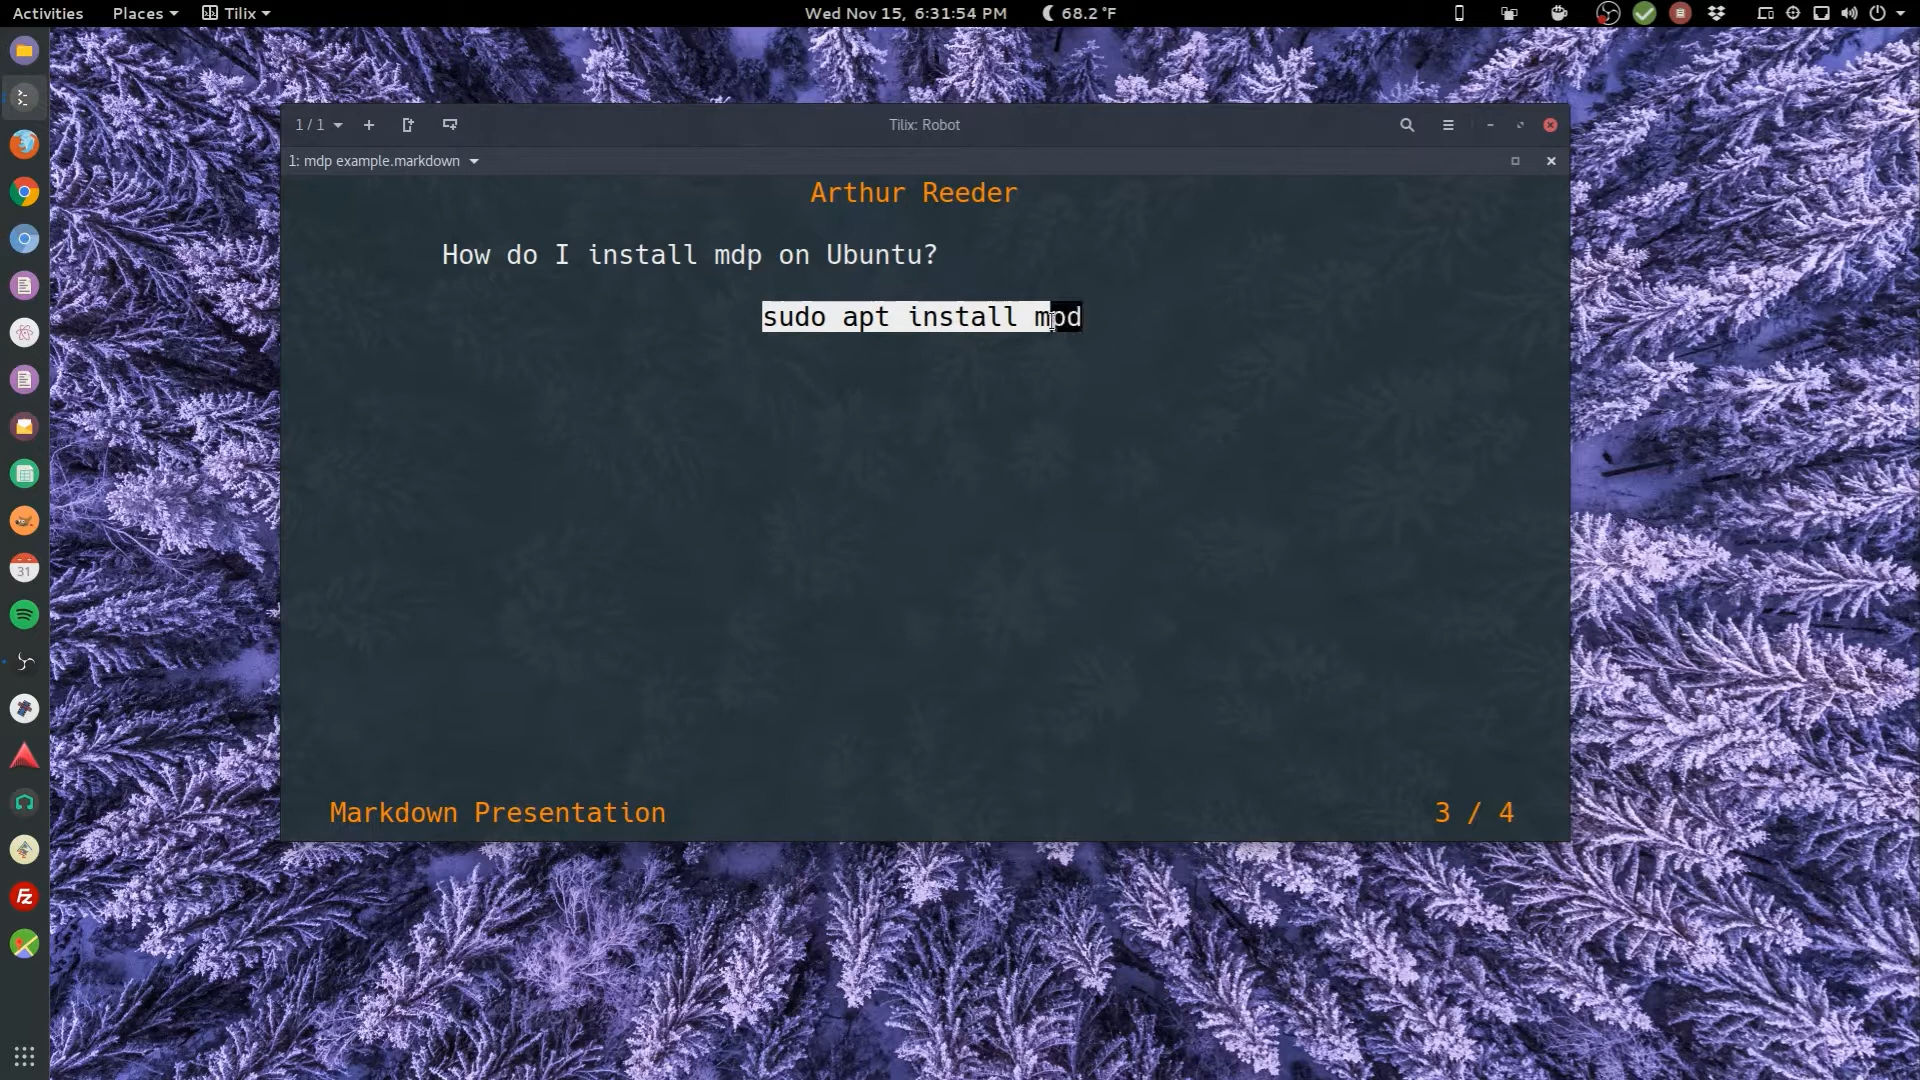 Activities Places Tilix Wed Nov 15, 6:31:54 PM 68.2 °F
1 / 1 Tilix: Robot
1: mdp example.markdown
Arthur Reeder
How do I install mdp on Ubuntu?
sudo apt install mpd
Markdown Presentation 3 / 4
31
FZ